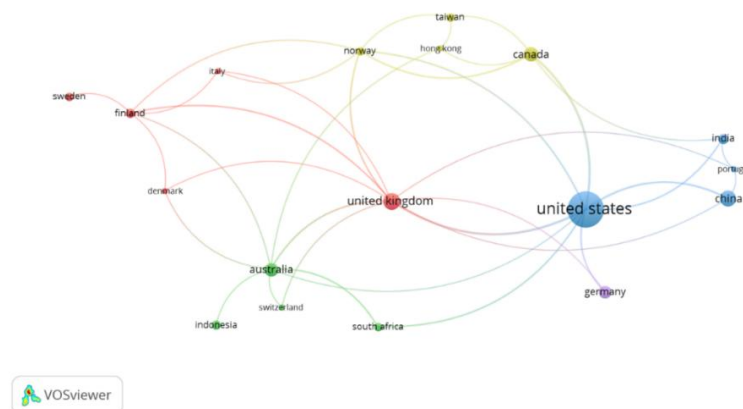 taiwan
norway
hong kong
canada
italy
sweden
finland
india
portug
denmark
united kingdom
united states
china
australia
germany
switzerland
indonesia
south africa
VOSviewer